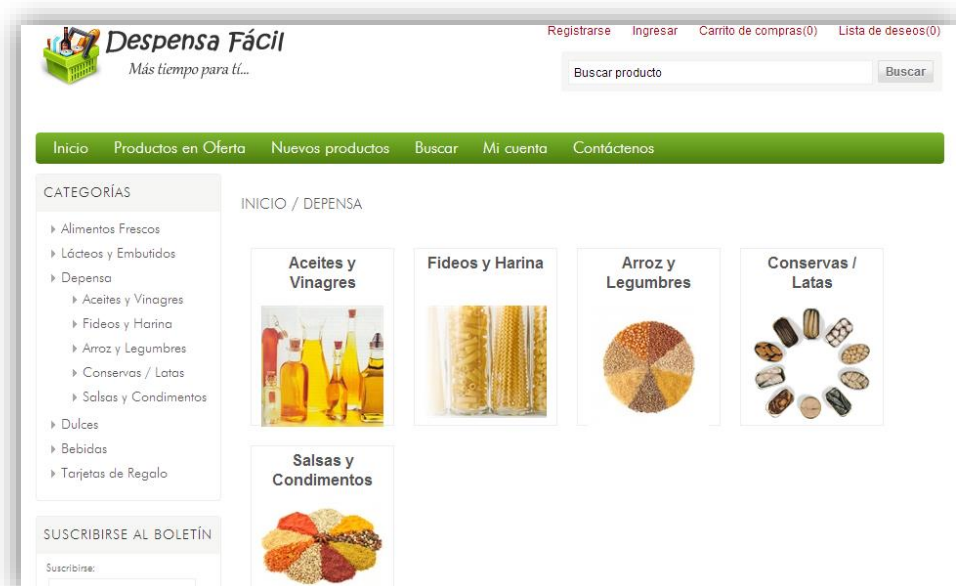 Despensa Fácil
Más tiempo para tí...
Registrarse Ingresar Carrito de compras(0) Lista de deseos(0)
Buscar producto Buscar
Inicio Productos en Oferta Nuevos productos Buscar Mi cuenta Contáctenos
CATEGORÍAS
Alimentos Frescos
Lácteos y Embutidos
Depensa
Aceites y Vinagres
Fideos y Harina
Arroz y Legumbres
Conservas / Latas
Salsas y Condimentos
Dulces
Bebidas
Tarjetas de Regalo
SUSCRIBIRSE AL BOLETÍN
Suscribirse:
INICIO / DEPENSA
Aceites y
Vinagres
Fideos y Harina
Arroz y
Legumbres
Conservas /
Latas
Salsas y
Condimentos